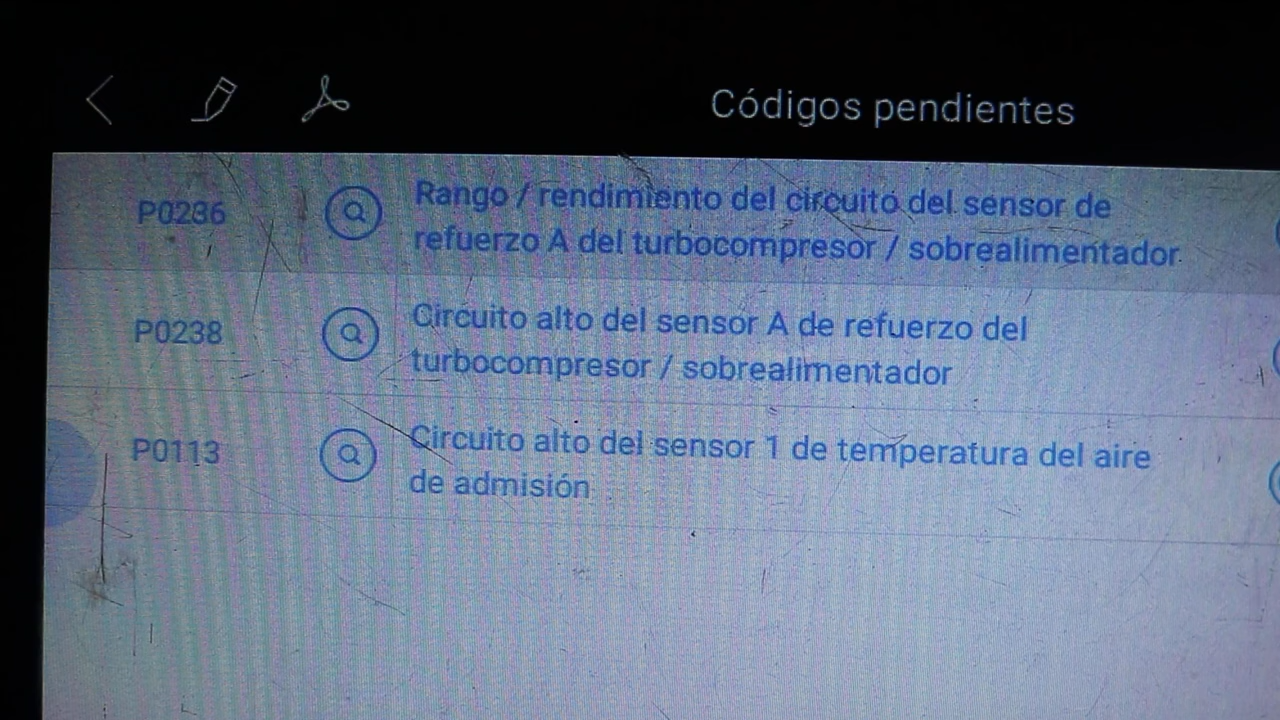 Códigos pendientes
P0236
Rango / rendimiento del circuito del sensor de
refuerzo A del turbocompresor / sobrealimentador
P0238
Circuito alto del sensor A de refuerzo del
turbocompresor / sobrealimentador
P0113
Circuito alto del sensor 1 de temperatura del aire
de admisión